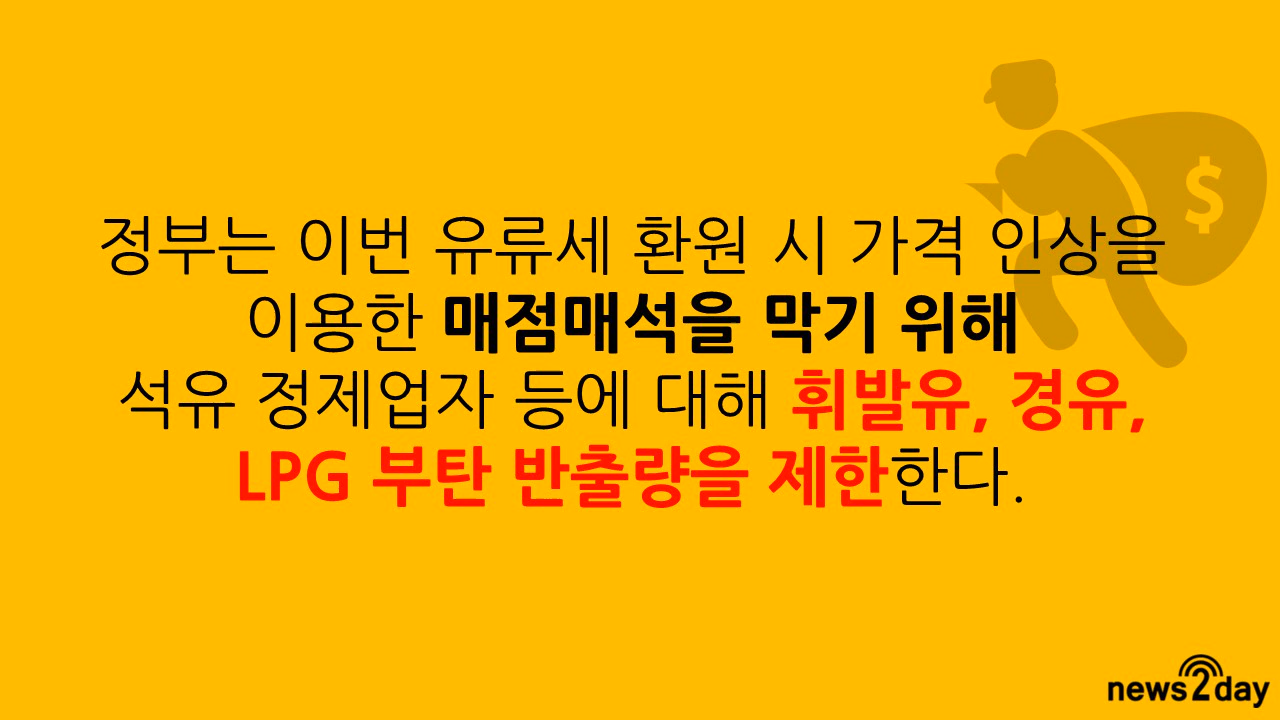 정부는 이번 유류세 환원 시 가격 인상을
이용한 매점매석을 막기 위해
석유 정제업자 등에 대해 휘발유, 경유,
LPG 부탄 반출량을 제한한다.
$
news2day